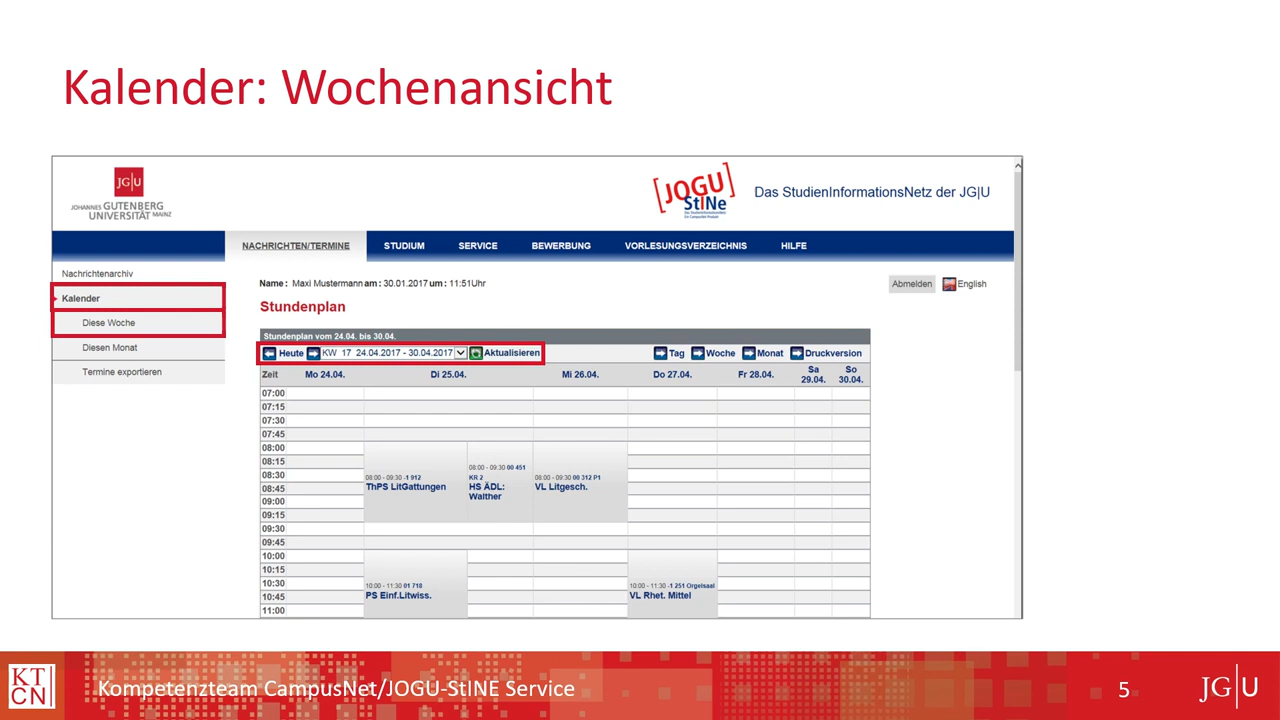 Kalender: Wochenansicht
JG|U
JOHANNES GUTENBERG
UNIVERSITÄT MAINZ
[JOGU]
StINe
Das StudienInformationsNetz der JG|U
NACHRICHTEN/TERMINE STUDIUM SERVICE BEWERBUNG VORLESUNGSVERZEICHNIS HILFE
Nachrichtenarchiv
Kalender
Diese Woche
Diesen Monat
Termine exportieren
Name : Maxi Mustermann am : 30.01.2017 um : 11:51Uhr
Abmelden English
Stundenplan
Stundenplan vom 24.04. bis 30.04.
Heute KW 17 24.04.2017 - 30.04.2017 Aktualisieren Tag Woche Monat Druckversion
Zeit Mo 24.04. Di 25.04. Mi 26.04. Do 27.04. Fr 28.04. Sa 29.04. So 30.04.
07:00
07:15
07:30
07:45
08:00
08:15
08:30
08:45
09:00
09:15
09:30
09:45
10:00
10:15
10:30
10:45
11:00
08:00 - 09:30 -1 912
ThPS LitGattungen
08:00 - 09:30 00 451
KR 2
HS ÄDL:
Walther
08:00 - 09:30 00 312 P1
VL Litgesch.
10:00 - 11:30 01 718
PS Einf.Litwiss.
10:00 - 11:30 -1 251 Orgelsaal
VL Rhet. Mittel
KT
CN
Kompetenzteam CampusNet/JOGU-StINE Service
5
JG|U